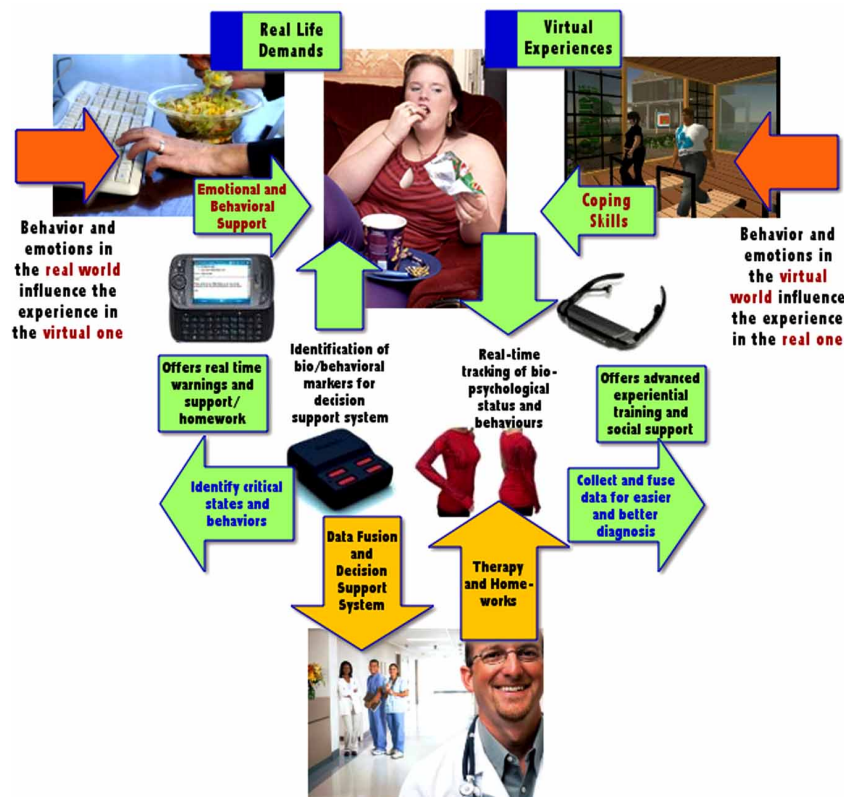 Real Life
Demands
Virtual
Experiences
Emotional and
Behavioral
Support
Coping
Skills
Behavior and
emotions in
the real world
influence the
experience in
the virtual one
Behavior and
emotions in
the virtual
world influence
the experience
in the real one
Identification of
bio/behavioral
markers for
decision
support system
Real-time
tracking of bio-
psychological
status and
behaviours
Offers real time
warnings and
support/
homework
Offers advanced
experiential
training and
social support
Identify critical
states and
behaviors
Collect and fuse
data for easier
and better
diagnosis
Data Fusion
and
Decision
Support
System
Therapy
and Home-
works